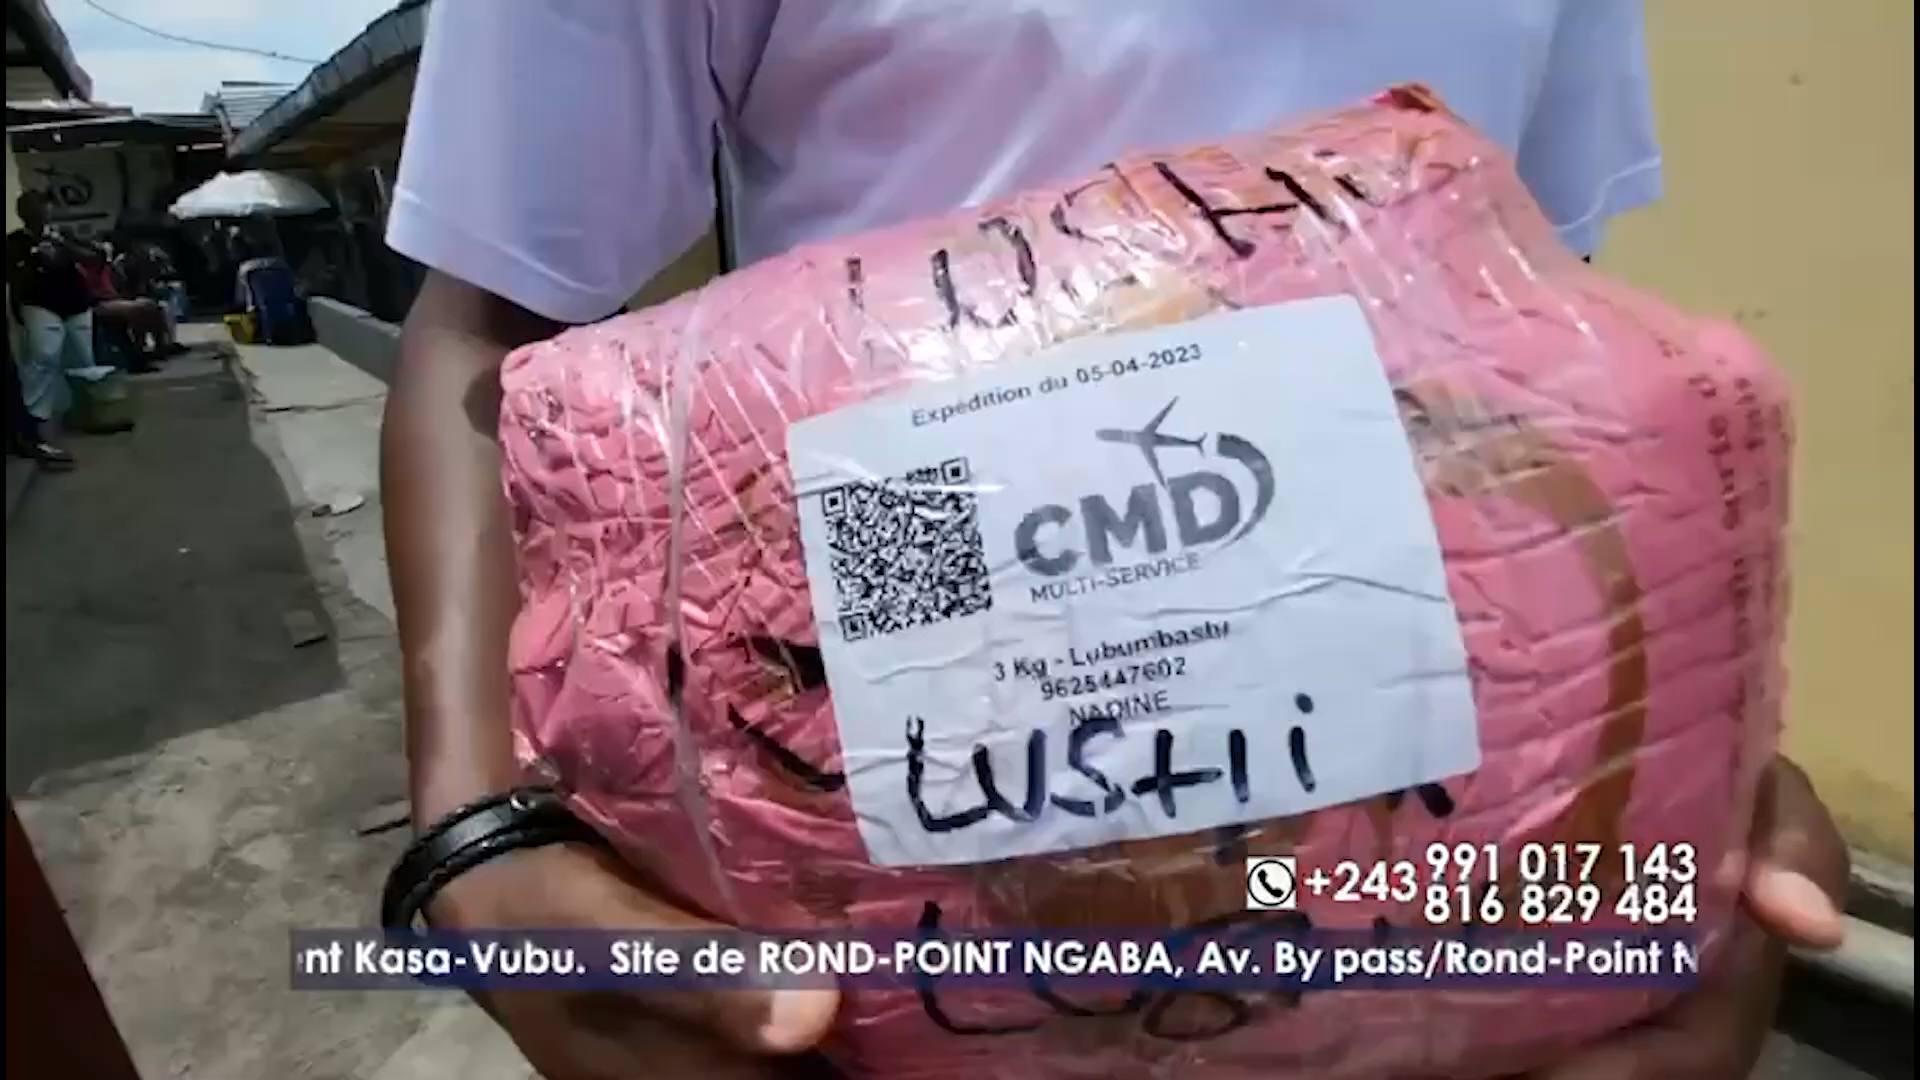 LUSHI
Expédition du 05-04-2023
CMD
MULTI-SERVICE
3 Kg - Lubumbashi
9625447602
NADINE
LUSHi
+243 991 017 143
816 829 484
nt Kasa-Vubu. Site de ROND-POINT NGABA, Av. By pass/Rond-Point N